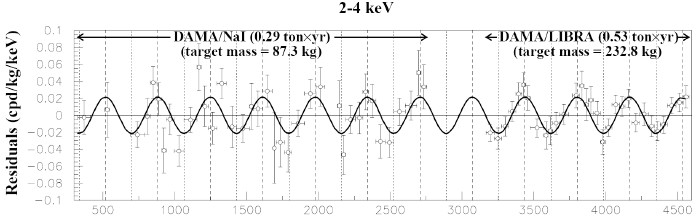 2-4 keV
DAMA/NaI (0.29 ton×yr)
(target mass = 87.3 kg)
DAMA/LIBRA (0.53 ton×yr)
(target mass = 232.8 kg)
Residuals (cpd/kg/keV)
0.1
0.08
0.06
0.04
0.02
0
-0.02
-0.04
-0.06
-0.08
-0.1
500 1000 1500 2000 2500 3000 3500 4000 4500